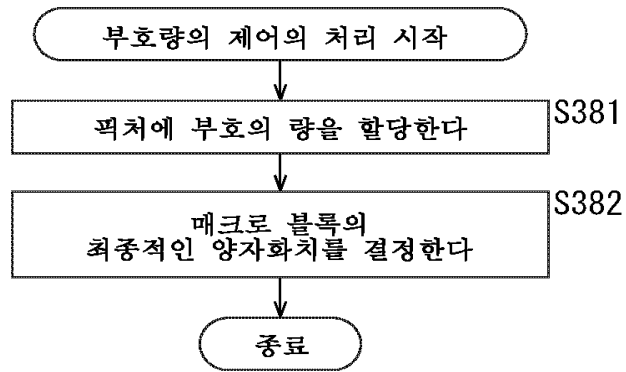 부호량의 제어의 처리 시작
픽처에 부호의 량을 할당한다
S381
매크로 블록의
최종적인 양자화치를 결정한다
S382
종료